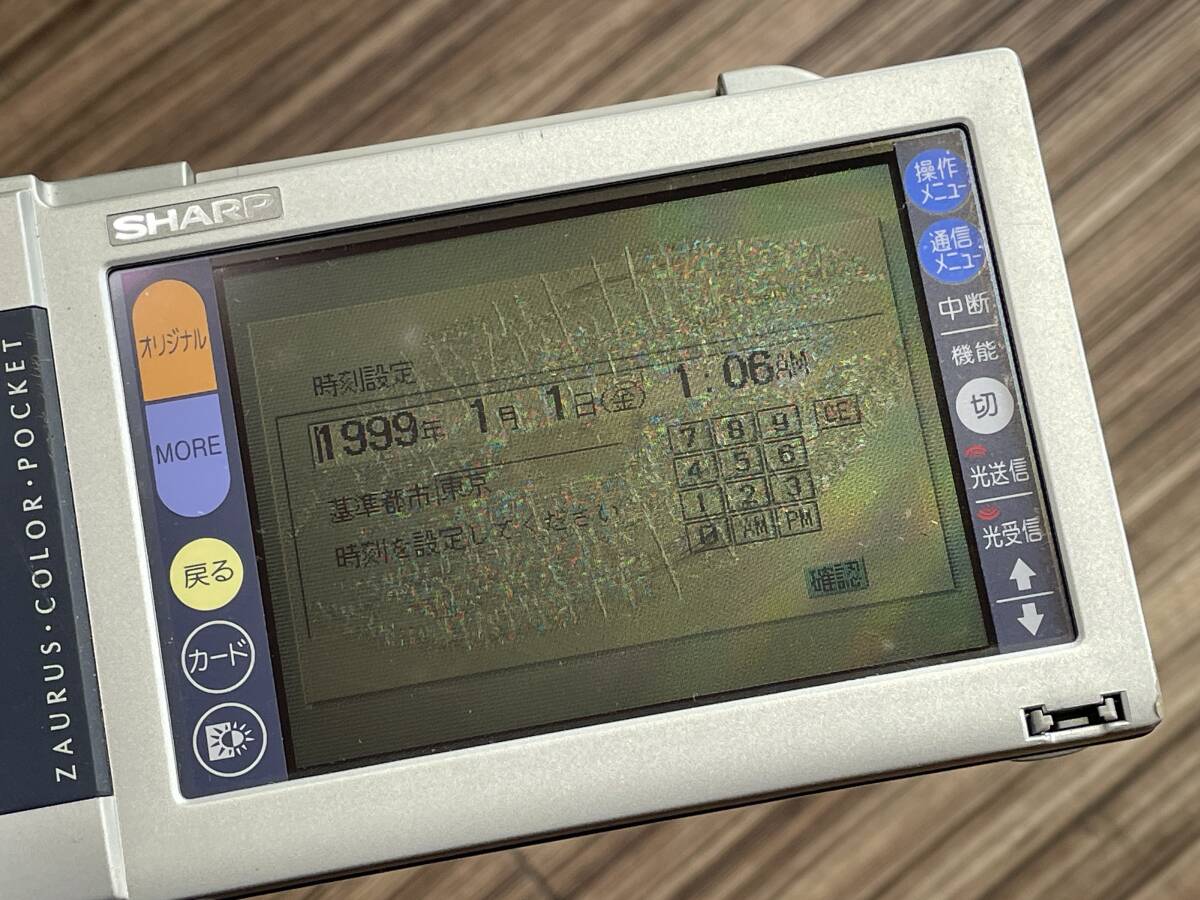 SHARP
ZAURUS・COLOR・POCKET
オリジナル
MORE
戻る
カード
時刻設定
1999年 1月 1日(金) 1:06AM
基準都市 東京
時刻を設定してください
7 8 9 CE
4 5 6
1 2 3
0 AM PM
確認
操作
メニュー
通信
メニュー
中断
機能
切
光送信
光受信